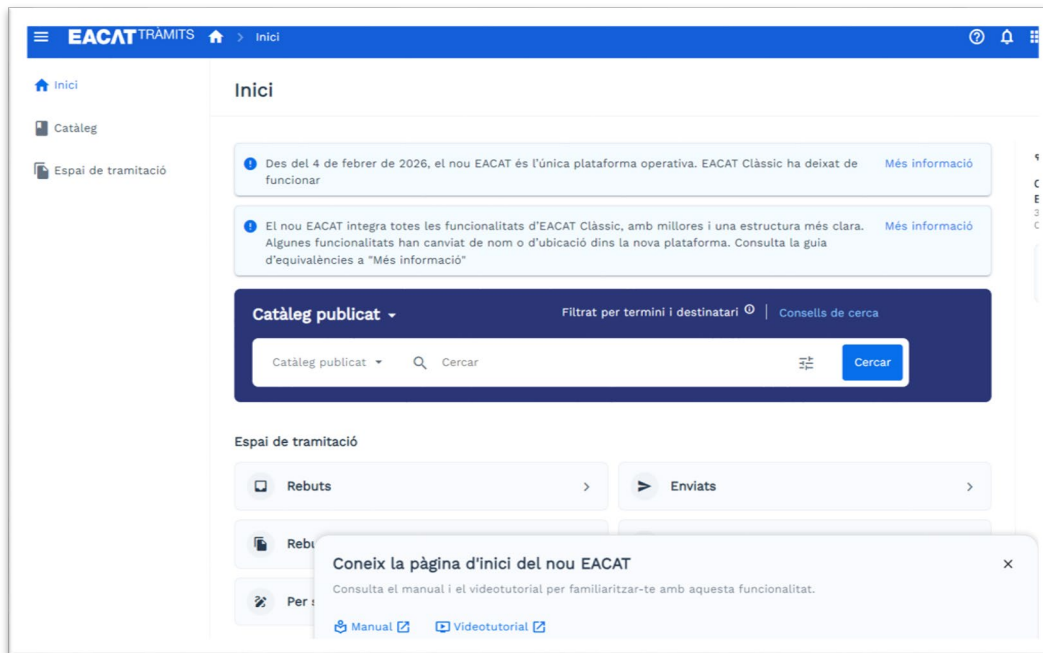 EACAT TRÀMITS > Inici
Inici
Catàleg
Espai de tramitació
Inici
Des del 4 de febrer de 2026, el nou EACAT és l'única plataforma operativa. EACAT Clàssic ha deixat de
funcionar
Més informació
El nou EACAT integra totes les funcionalitats d'EACAT Clàssic, amb millores i una estructura més clara.
Algunes funcionalitats han canviat de nom o d'ubicació dins la nova plataforma. Consulta la guia
d'equivalències a "Més informació"
Més informació
Catàleg publicat
Filtrat per termini i destinatari
Consells de cerca
Catàleg publicat
Cercar
Cercar
Espai de tramitació
Rebuts
Enviats
Per
Coneix la pàgina d'inici del nou EACAT
Consulta el manual i el videotutorial per familiaritzar-te amb aquesta funcionalitat.
Manual
Videotutorial